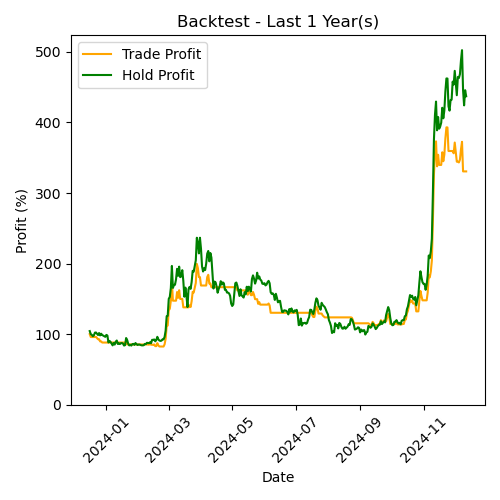 Backtest - Last 1 Year(s)
Trade Profit
Hold Profit
Profit (%)
500
400
300
200
100
0
2024-01
2024-03
2024-05
2024-07
2024-09
2024-11
Date